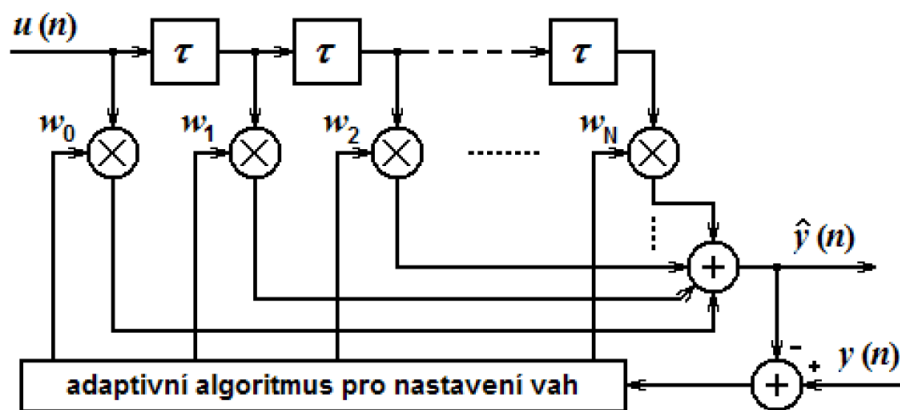 u (n)
τ τ τ
w0 w1 w2 wN
ŷ (n)
- +
y (n)
adaptivní algoritmus pro nastavení vah